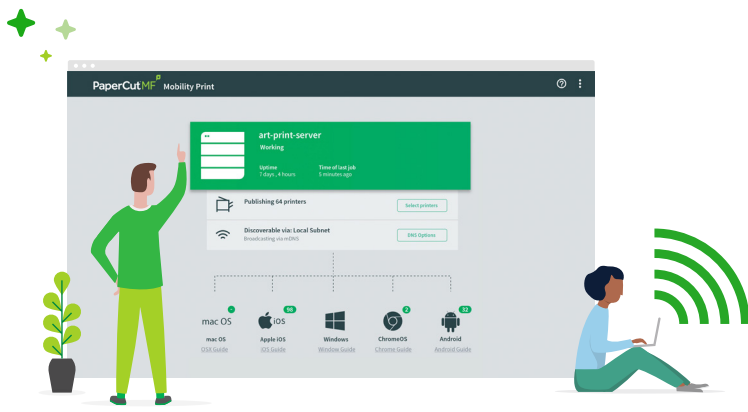 PaperCutMF Mobility Print
art-print-server
Working
Uptime Time of last job
7 days , 4 hours 5 minutes ago
Publishing 64 printers Select printers
Discoverable via: Local Subnet
Broadcasting via mDNS DNS Options
- 98 2 32
mac OS iOS
mac OS Apple iOS Windows ChromeOS Android
OSX Guide iOS Guide Window Guide Chrome Guide Android Guide